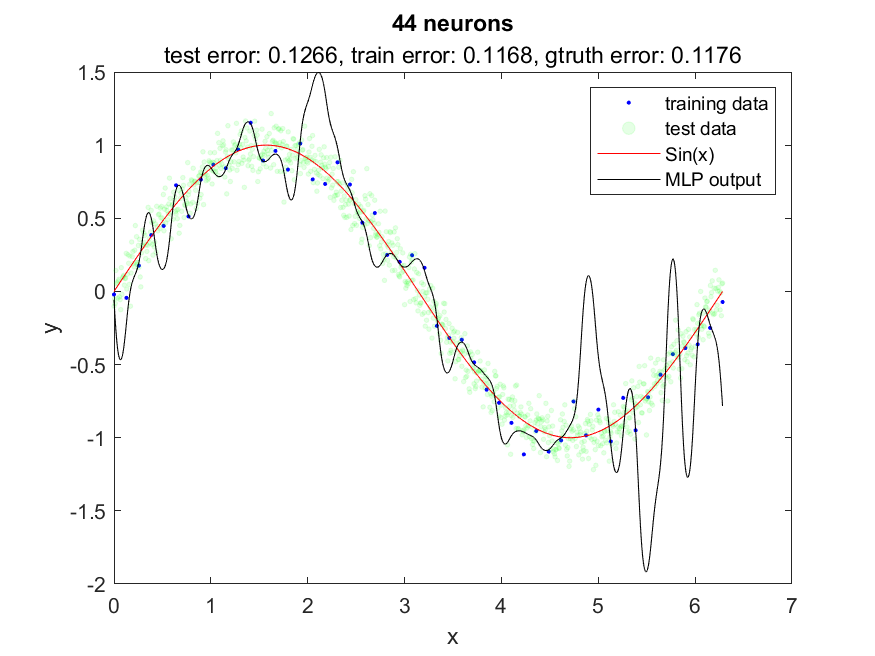 44 neurons
test error: 0.1266, train error: 0.1168, gtruth error: 0.1176
training data
test data
Sin(x)
MLP output
1.5
1
0.5
0
-0.5
-1
-1.5
-2
y
0 1 2 3 4 5 6 7
x